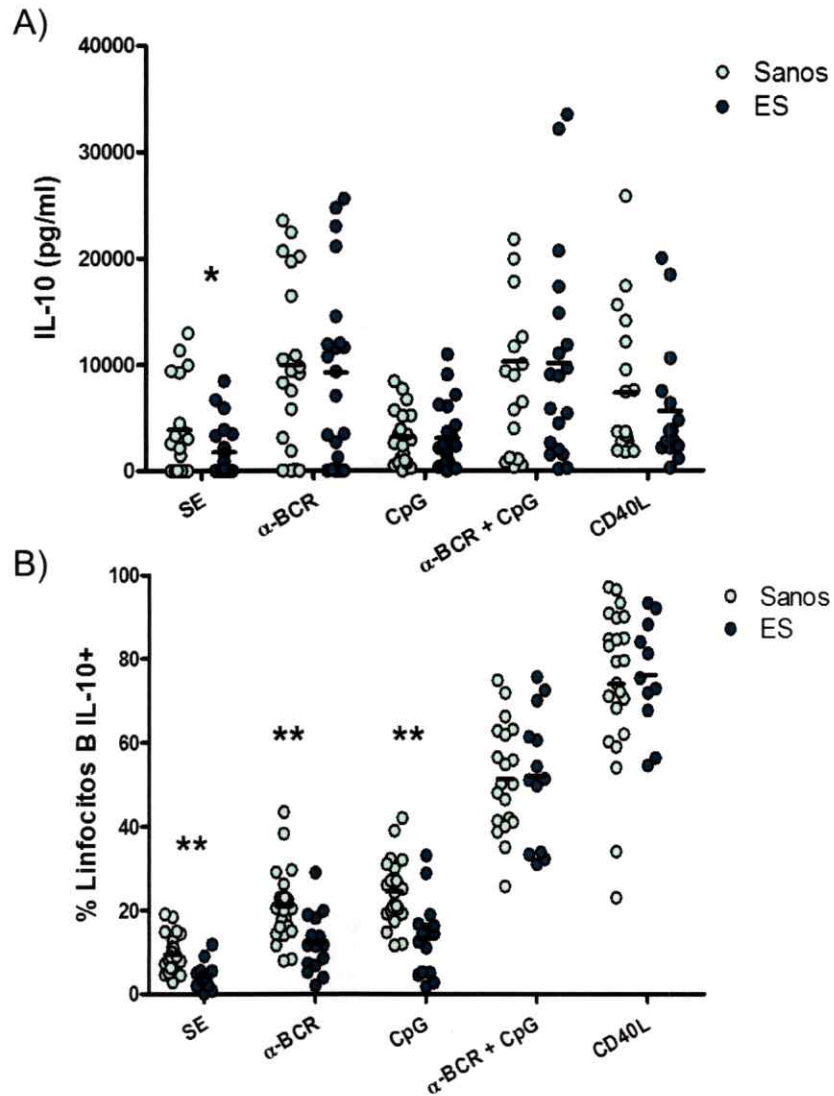 A)
40000
30000
20000
10000
0
IL-10 (pg/ml)
*
Sanos
ES
SE
α-BCR
CpG
α-BCR + CpG
CD40L
B)
100
80
60
40
20
0
% Linfocitos B IL-10+
**
**
**
Sanos
ES
SE
α-BCR
CpG
α-BCR + CpG
CD40L